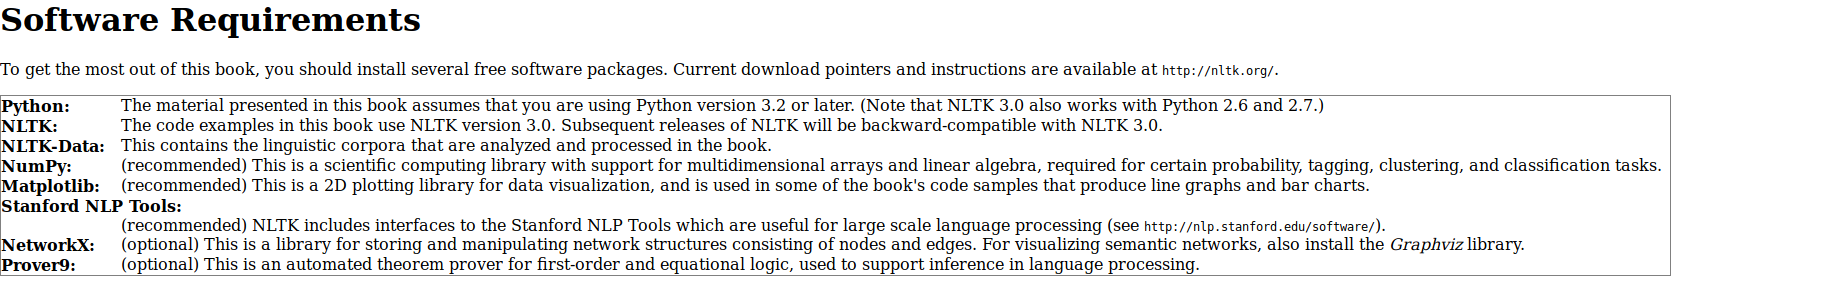 Software Requirements
To get the most out of this book, you should install several free software packages. Current download pointers and instructions are available at http://nltk.org/.
Python: The material presented in this book assumes that you are using Python version 3.2 or later. (Note that NLTK 3.0 also works with Python 2.6 and 2.7.)
NLTK: The code examples in this book use NLTK version 3.0. Subsequent releases of NLTK will be backward-compatible with NLTK 3.0.
NLTK-Data: This contains the linguistic corpora that are analyzed and processed in the book.
NumPy: (recommended) This is a scientific computing library with support for multidimensional arrays and linear algebra, required for certain probability, tagging, clustering, and classification tasks.
Matplotlib: (recommended) This is a 2D plotting library for data visualization, and is used in some of the book's code samples that produce line graphs and bar charts.
Stanford NLP Tools:
(recommended) NLTK includes interfaces to the Stanford NLP Tools which are useful for large scale language processing (see http://nlp.stanford.edu/software/).
NetworkX: (optional) This is a library for storing and manipulating network structures consisting of nodes and edges. For visualizing semantic networks, also install the Graphviz library.
Prover9: (optional) This is an automated theorem prover for first-order and equational logic, used to support inference in language processing.